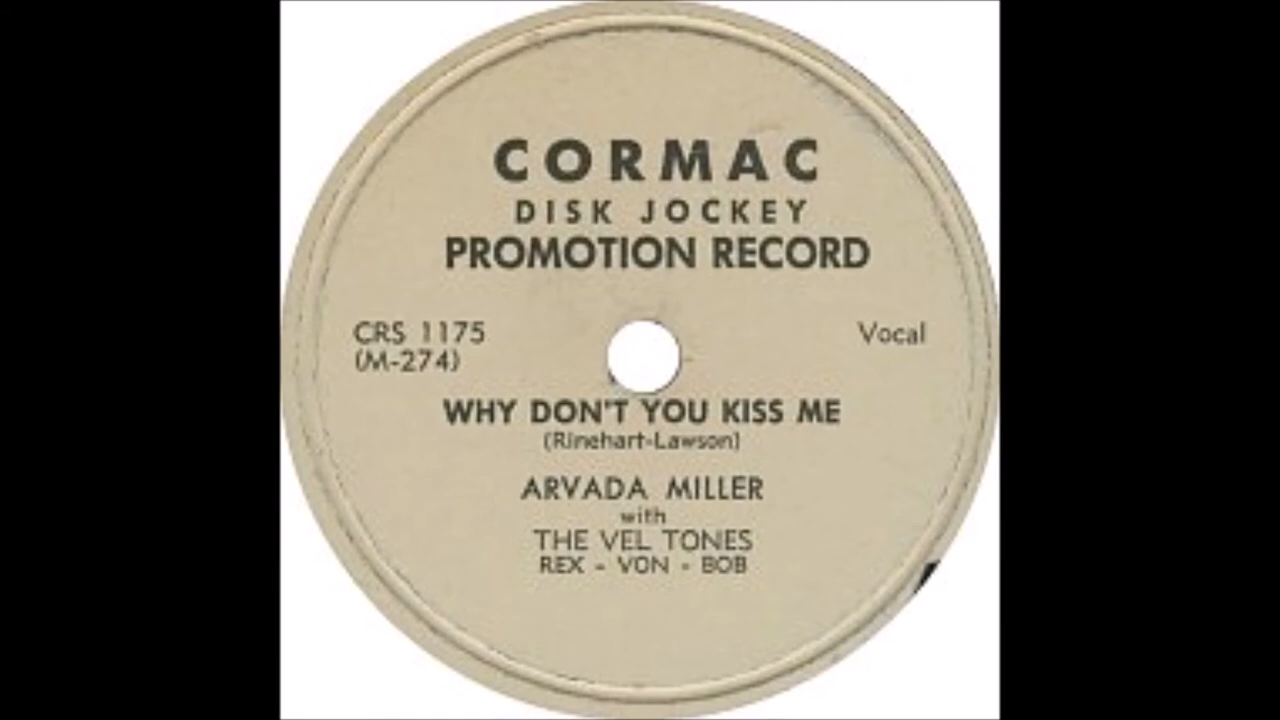 CORMAC
DISK JOCKEY
PROMOTION RECORD
CRS 1175
(M-274)
Vocal
WHY DON'T YOU KISS ME
(Rinehart-Lawson)
ARVADA MILLER
with
THE VEL TONES
REX - VON - BOB